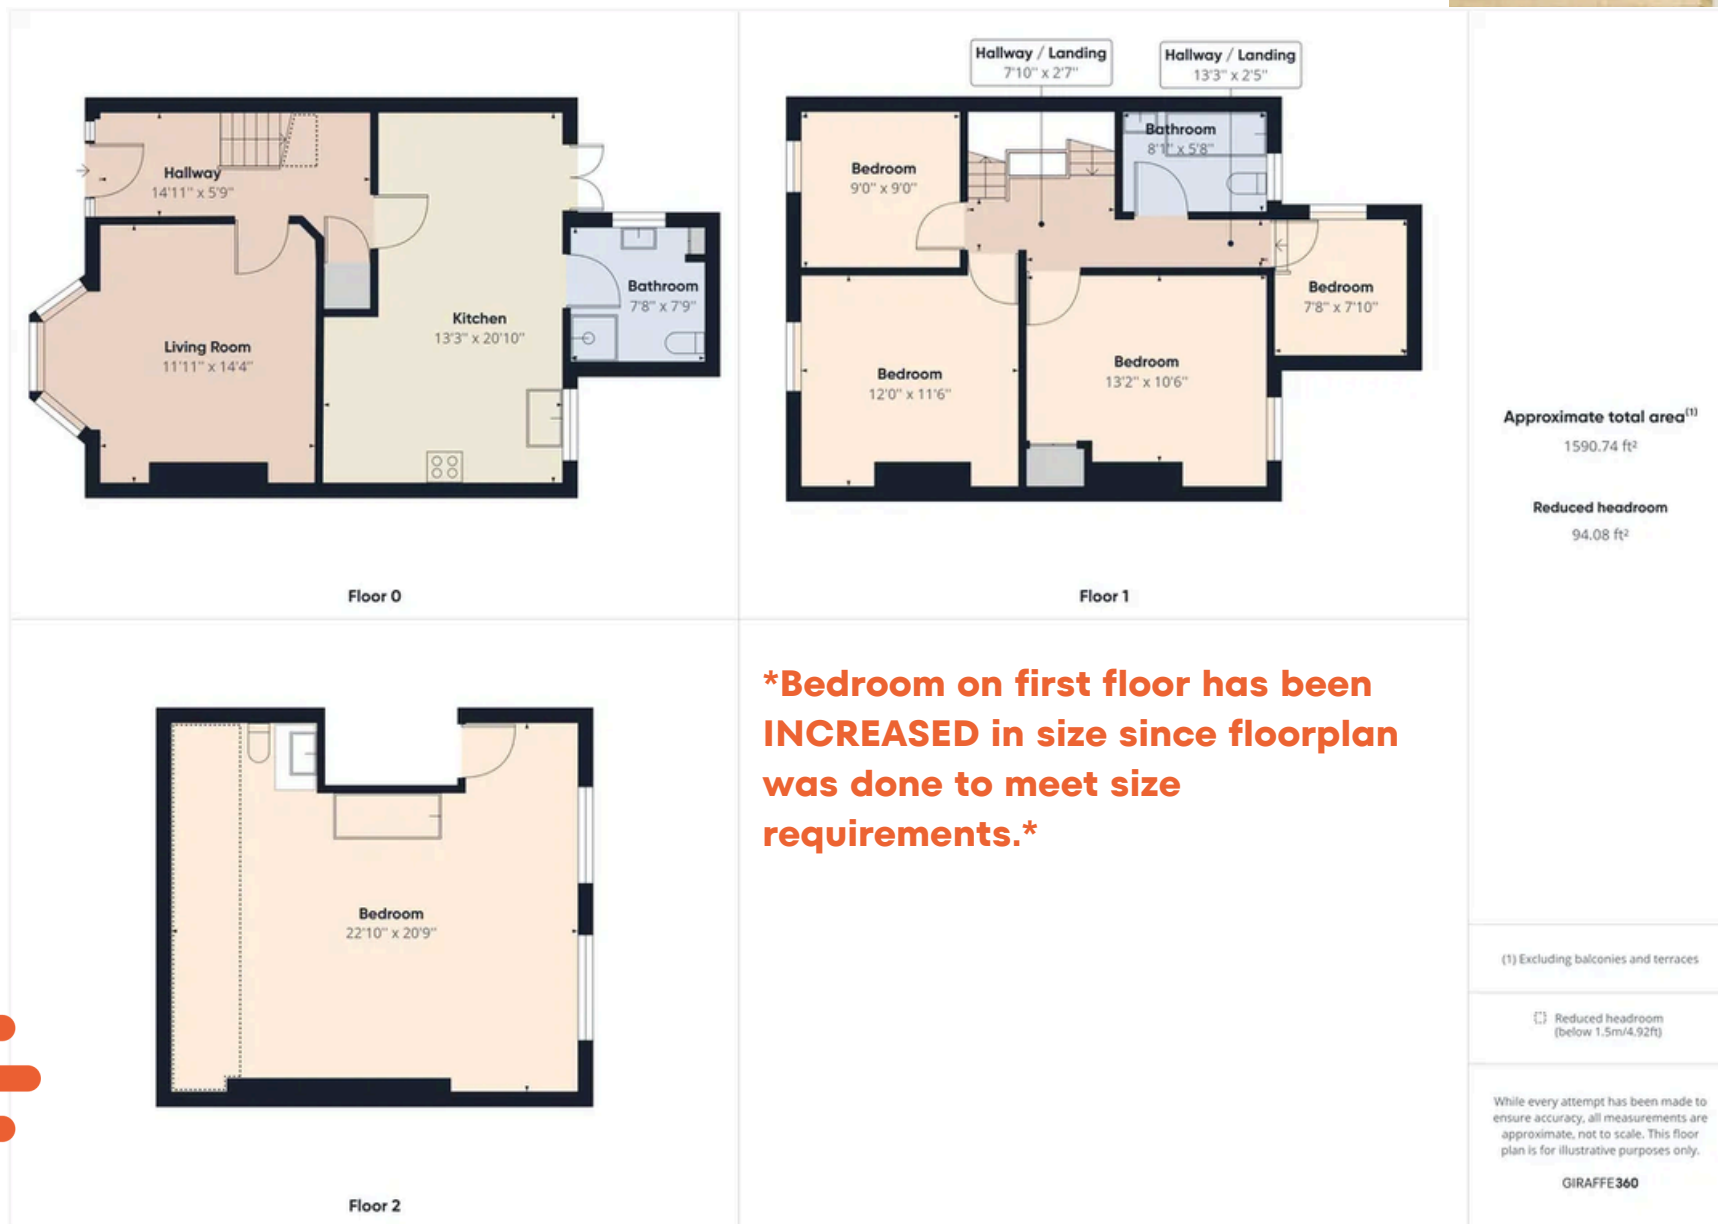 Hallway
14'11" x 5'9"
Living Room
11'11" x 14'4"
Kitchen
13'3" x 20'10"
Bathroom
7'8" x 7'9"
Floor 0
Hallway / Landing
7'10" x 2'7"
Hallway / Landing
13'3" x 2'5"
Bedroom
9'0" x 9'0"
Bathroom
8'1" x 5'8"
Bedroom
7'8" x 7'10"
Bedroom
12'0" x 11'6"
Bedroom
13'2" x 10'6"
Floor 1
Bedroom
22'10" x 20'9"
Floor 2
*Bedroom on first floor has been
INCREASED in size since floorplan
was done to meet size
requirements.*
Approximate total area(1)
1590.74 ft²
Reduced headroom
94.08 ft²
(1) Excluding balconies and terraces
Reduced headroom
(below 1.5m/4.92ft)
While every attempt has been made to
ensure accuracy, all measurements are
approximate, not to scale. This floor
plan is for illustrative purposes only.
GIRAFFE360